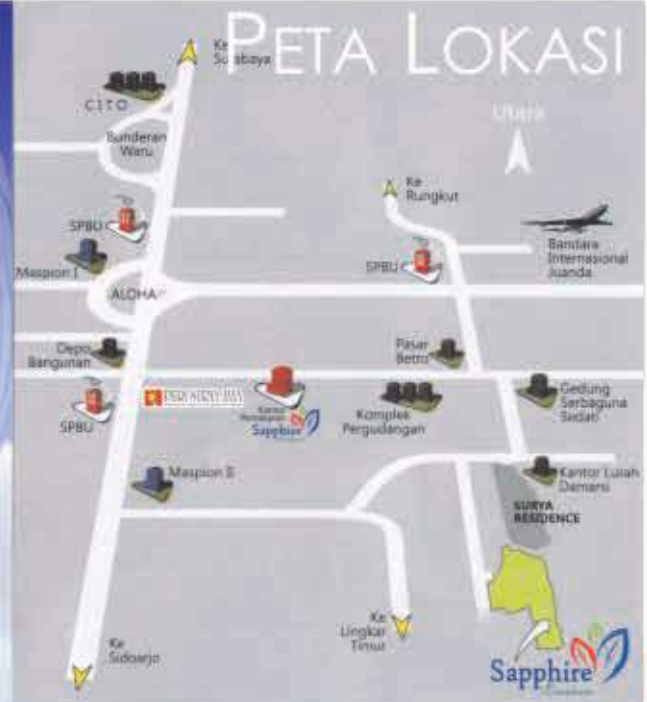 PETA LOKASI
Ke
Surabaya
CITO
Bunderan
Waru
Utara
Ke
Rungkut
SPBU
SPBU
Bandara
Internasional
Juanda
Maspion I
ALOHA
Depo
Bangunan
Pasar
Betro
SPBU
Kantor
Pemasaran
Sapphire
Komplek
Pergudangan
Gedung
Serbaguna
Sedati
Maspion II
Kantor Lurah
Damarsi
SURYA
RESIDENCE
Ke
Lingkar
Timur
Ke
Sidoarjo
Sapphire